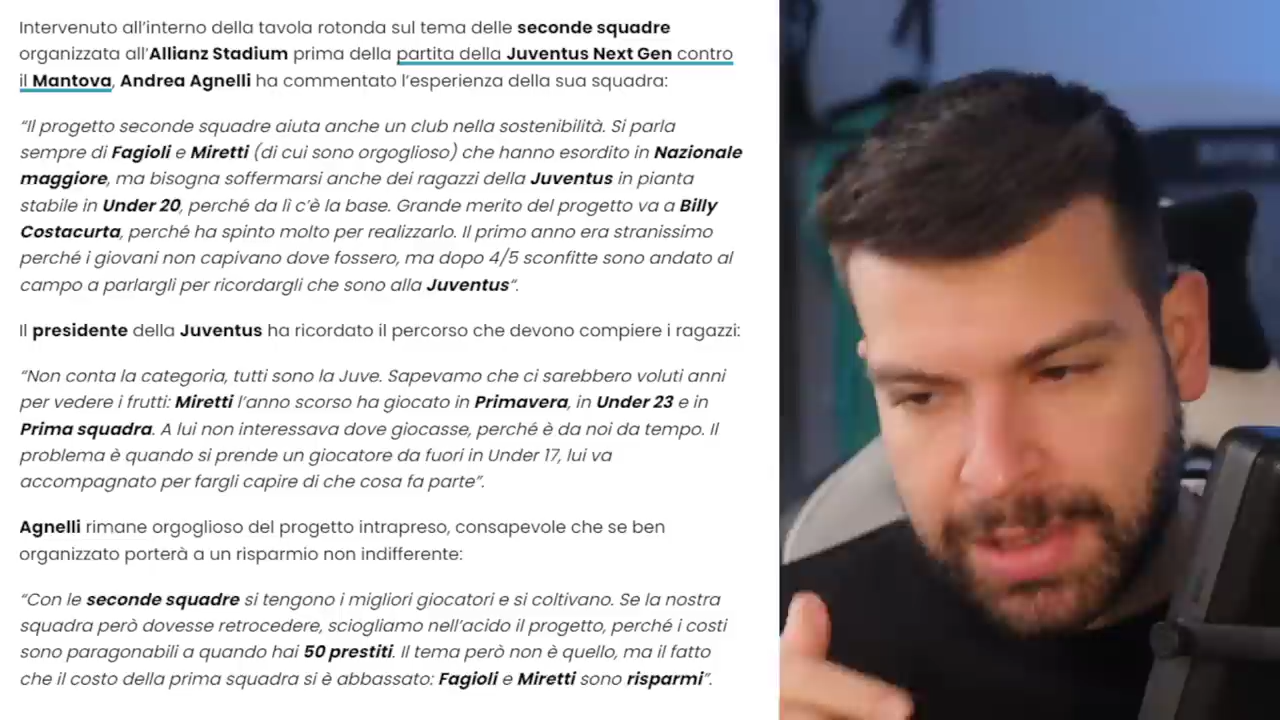 Intervenuto all’interno della tavola rotonda sul tema delle seconde squadre
organizzata all’Allianz Stadium prima della partita della Juventus Next Gen contro
il Mantova, Andrea Agnelli ha commentato l’esperienza della sua squadra:
“Il progetto seconde squadre aiuta anche un club nella sostenibilità. Si parla
sempre di Fagioli e Miretti (di cui sono orgoglioso) che hanno esordito in Nazionale
maggiore, ma bisogna soffermarsi anche dei ragazzi della Juventus in pianta
stabile in Under 20, perché da lì c’è la base. Grande merito del progetto va a Billy
Costacurta, perché ha spinto molto per realizzarlo. Il primo anno era stranissimo
perché i giovani non capivano dove fossero, ma dopo 4/5 sconfitte sono andato al
campo a parlargli per ricordargli che sono alla Juventus“.
Il presidente della Juventus ha ricordato il percorso che devono compiere i ragazzi:
“Non conta la categoria, tutti sono la Juve. Sapevamo che ci sarebbero voluti anni
per vedere i frutti: Miretti l’anno scorso ha giocato in Primavera, in Under 23 e in
Prima squadra. A lui non interessava dove giocasse, perché è da noi da tempo. Il
problema è quando si prende un giocatore da fuori in Under 17, lui va
accompagnato per fargli capire di che cosa fa parte”.
Agnelli rimane orgoglioso del progetto intrapreso, consapevole che se ben
organizzato porterà a un risparmio non indifferente:
“Con le seconde squadre si tengono i migliori giocatori e si coltivano. Se la nostra
squadra però dovesse retrocedere, sciogliamo nell’acido il progetto, perché i costi
sono paragonabili a quando hai 50 prestiti. Il tema però non è quello, ma il fatto
che il costo della prima squadra si è abbassato: Fagioli e Miretti sono risparmi”.